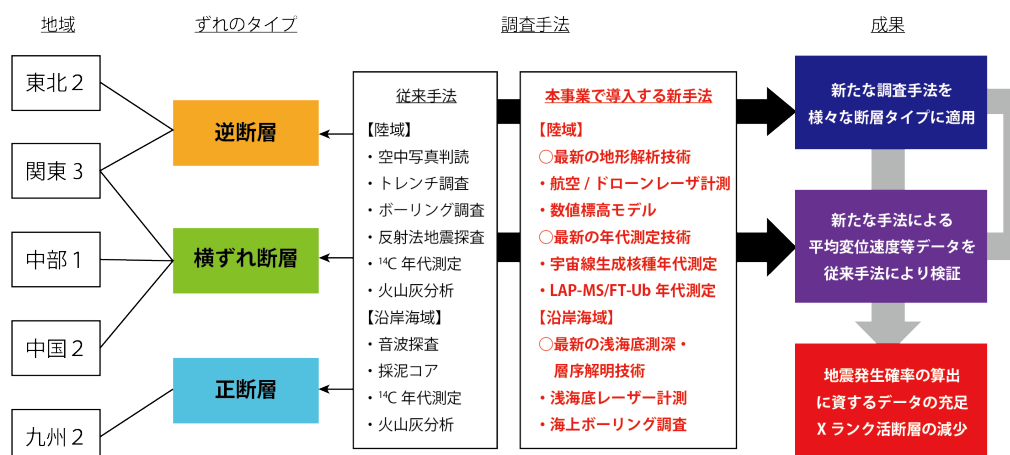 地域
ずれのタイプ
調査手法
成果
東北 2
関東 3
中部 1
中国 2
九州 2
逆断層
横ずれ断層
正断層
従来手法
【陸域】
・空中写真判読
・トレンチ調査
・ボーリング調査
・反射法地震探査
・¹⁴C 年代測定
・火山灰分析
【沿岸海域】
・音波探査
・採泥コア
・¹⁴C 年代測定
・火山灰分析
本事業で導入する新手法
【陸域】
○最新の地形解析技術
・航空 / ドローンレーザ計測
・数値標高モデル
○最新の年代測定技術
・宇宙線生成核種年代測定
・LAP-MS/FT-Ub 年代測定
【沿岸海域】
○最新の浅海底測深・
層序解明技術
・浅海底レーザー計測
・海上ボーリング調査
新たな調査手法を
様々な断層タイプに適用
新たな手法による
平均変位速度等データを
従来手法により検証
地震発生確率の算出
に資するデータの充足
X ランク活断層の減少